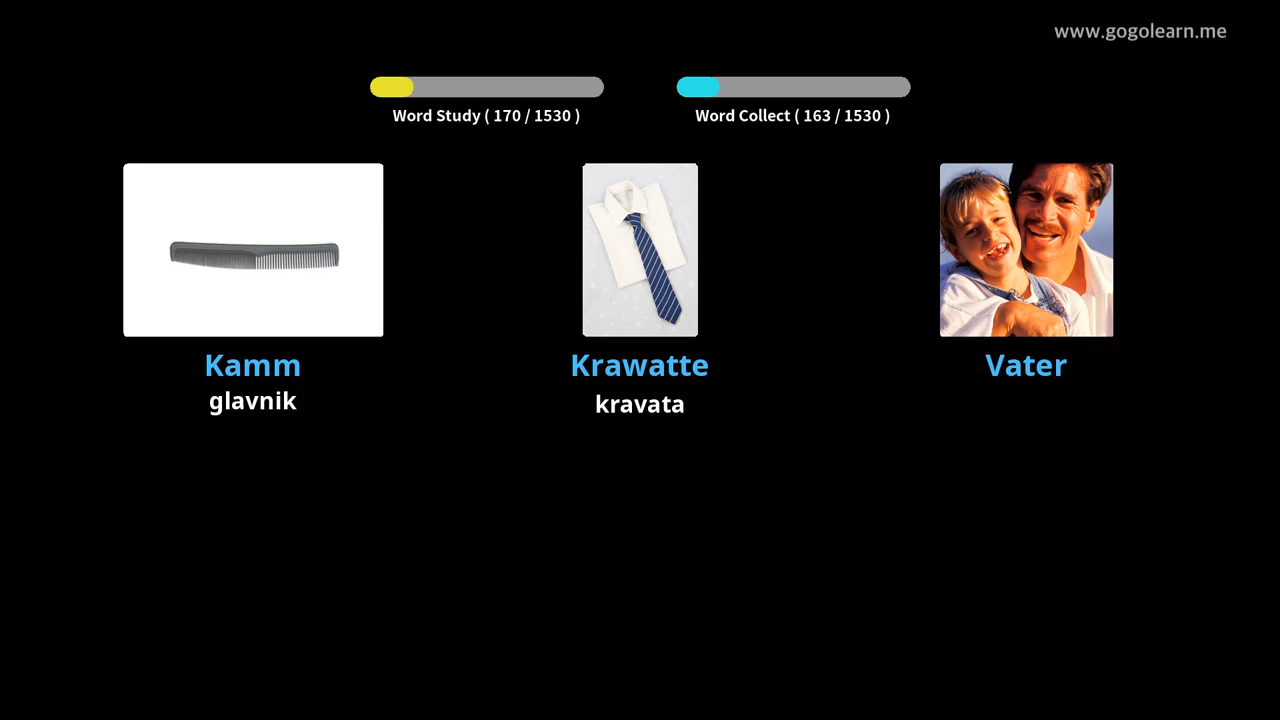 www.gogolearn.me
Word Study ( 170 / 1530 )
Word Collect ( 163 / 1530 )
Kamm
glavnik
Krawatte
kravata
Vater